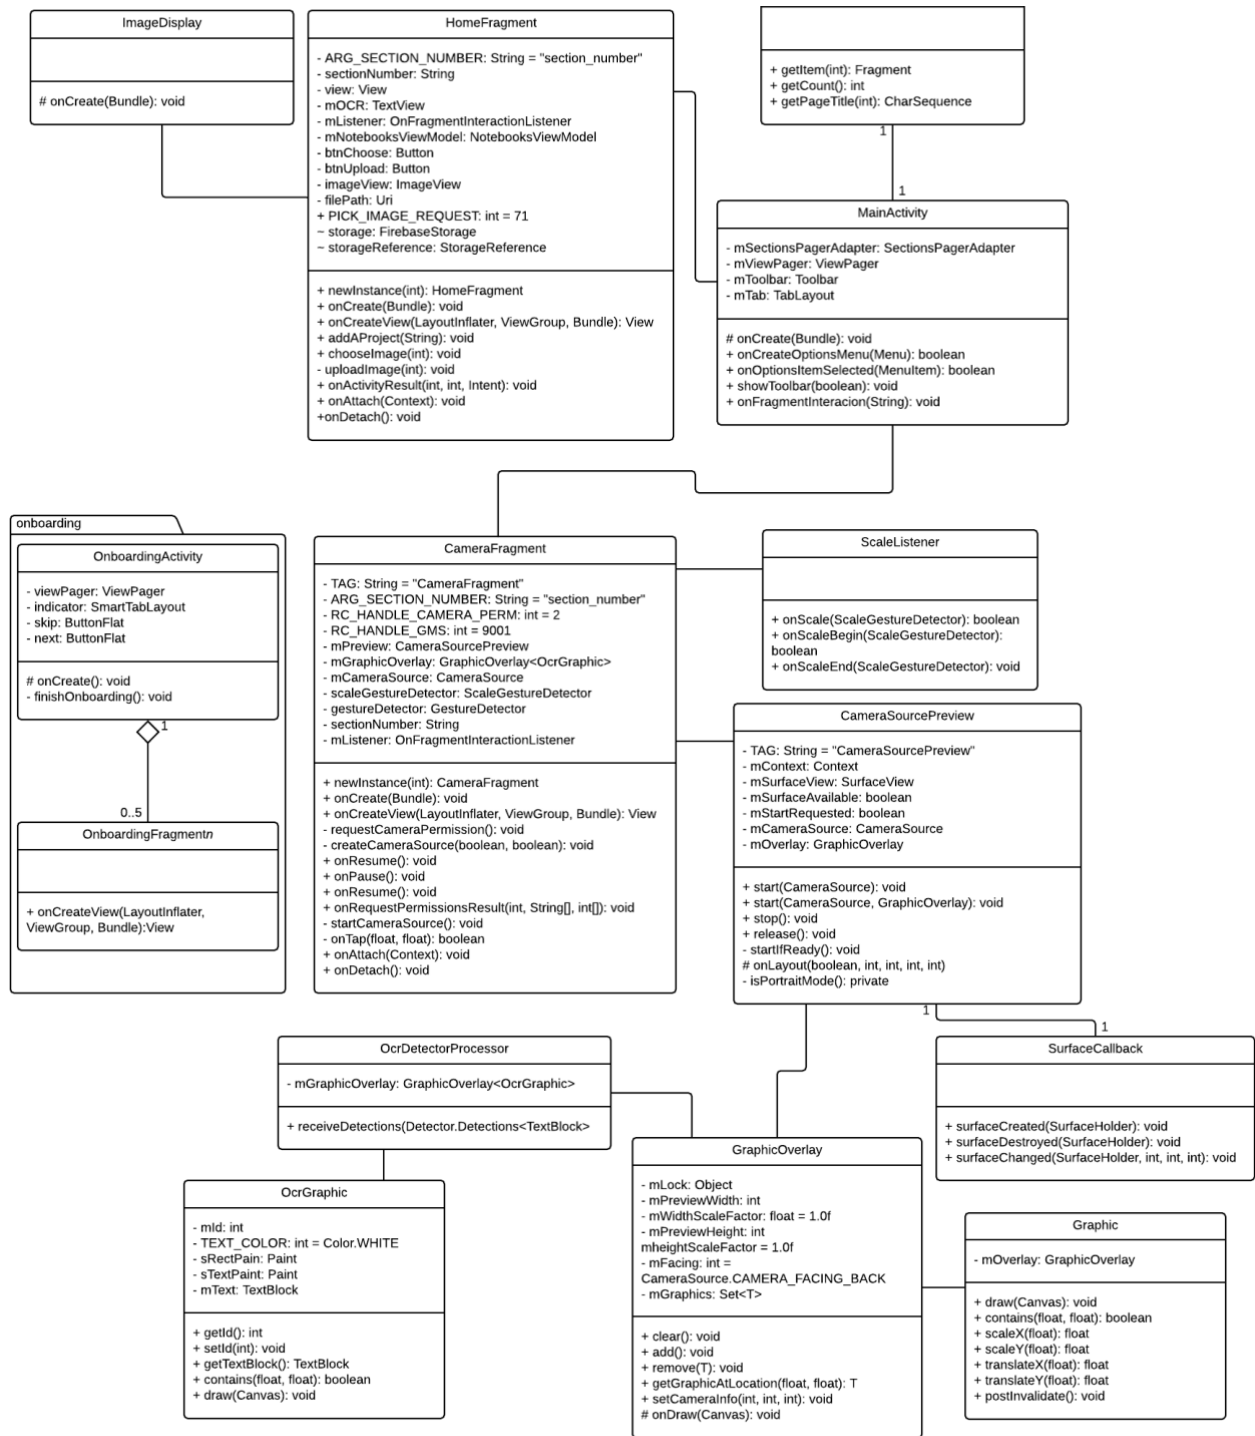 ImageDisplay
# onCreate(Bundle): void
HomeFragment
- ARG_SECTION_NUMBER: String = "section_number"
- sectionNumber: String
- view: View
- mOCR: TextView
- mListener: OnFragmentInteractionListener
- mNotebooksViewModel: NotebooksViewModel
- btnChoose: Button
- btnUpload: Button
- imageView: ImageView
- filePath: Uri
+ PICK_IMAGE_REQUEST: int = 71
~ storage: FirebaseStorage
~ storageReference: StorageReference
+ newInstance(int): HomeFragment
+ onCreate(Bundle): void
+ onCreateView(LayoutInflater, ViewGroup, Bundle): View
+ addAProject(String): void
+ chooseImage(int): void
- uploadImage(int): void
+ onActivityResult(int, int, Intent): void
+ onAttach(Context): void
+onDetach(): void
+ getItem(int): Fragment
+ getCount(): int
+ getPageTitle(int): CharSequence
1
1
MainActivity
- mSectionsPagerAdapter: SectionsPagerAdapter
- mViewPager: ViewPager
- mToolbar: Toolbar
- mTab: TabLayout
# onCreate(Bundle): void
+ onCreateOptionsMenu(Menu): boolean
+ onOptionsItemSelected(MenuItem): boolean
+ showToolbar(boolean): void
+ onFragmentInteracion(String): void
onboarding
OnboardingActivity
- viewPager: ViewPager
- indicator: SmartTabLayout
- skip: ButtonFlat
- next: ButtonFlat
# onCreate(): void
- finishOnboarding(): void
1
0..5
OnboardingFragmentn
+ onCreateView(LayoutInflater,
ViewGroup, Bundle):View
CameraFragment
- TAG: String = "CameraFragment"
- ARG_SECTION_NUMBER: String = "section_number"
- RC_HANDLE_CAMERA_PERM: int = 2
- RC_HANDLE_GMS: int = 9001
- mPreview: CameraSourcePreview
- mGraphicOverlay: GraphicOverlay<OcrGraphic>
- mCameraSource: CameraSource
- scaleGestureDetector: ScaleGestureDetector
- gestureDetector: GestureDetector
- sectionNumber: String
- mListener: OnFragmentInteractionListener
+ newInstance(int): CameraFragment
+ onCreate(Bundle): void
+ onCreateView(LayoutInflater, ViewGroup, Bundle): View
- requestCameraPermission(): void
- createCameraSource(boolean, boolean): void
+ onResume(): void
+ onPause(): void
+ onResume(): void
+ onRequestPermissionsResult(int, String[], int[]): void
- startCameraSource(): void
- onTap(float, float): boolean
+ onAttach(Context): void
+ onDetach(): void
ScaleListener
+ onScale(ScaleGestureDetector): boolean
+ onScaleBegin(ScaleGestureDetector):
boolean
+ onScaleEnd(ScaleGestureDetector): void
CameraSourcePreview
- TAG: String = "CameraSourcePreview"
- mContext: Context
- mSurfaceView: SurfaceView
- mSurfaceAvailable: boolean
- mStartRequested: boolean
- mCameraSource: CameraSource
- mOverlay: GraphicOverlay
+ start(CameraSource): void
+ start(CameraSource, GraphicOverlay): void
+ stop(): void
+ release(): void
- startIfReady(): void
# onLayout(boolean, int, int, int, int)
- isPortraitMode(): private
1
1
SurfaceCallback
+ surfaceCreated(SurfaceHolder): void
+ surfaceDestroyed(SurfaceHolder): void
+ surfaceChanged(SurfaceHolder, int, int, int): void
OcrDetectorProcessor
- mGraphicOverlay: GraphicOverlay<OcrGraphic>
+ receiveDetections(Detector.Detections<TextBlock>
OcrGraphic
- mId: int
- TEXT_COLOR: int = Color.WHITE
- sRectPain: Paint
- sTextPaint: Paint
- mText: TextBlock
+ getId(): int
+ setId(int): void
+ getTextBlock(): TextBlock
+ contains(float, float): boolean
+ draw(Canvas): void
GraphicOverlay
- mLock: Object
- mPreviewWidth: int
- mWidthScaleFactor: float = 1.0f
- mPreviewHeight: int
mheightScaleFactor = 1.0f
- mFacing: int =
CameraSource.CAMERA_FACING_BACK
- mGraphics: Set<T>
+ clear(): void
+ add(): void
+ remove(T): void
+ getGraphicAtLocation(float, float): T
+ setCameraInfo(int, int, int): void
# onDraw(Canvas): void
Graphic
- mOverlay: GraphicOverlay
+ draw(Canvas): void
+ contains(float, float): boolean
+ scaleX(float): float
+ scaleY(float): float
+ translateX(float): float
+ translateY(float): float
+ postInvalidate(): void